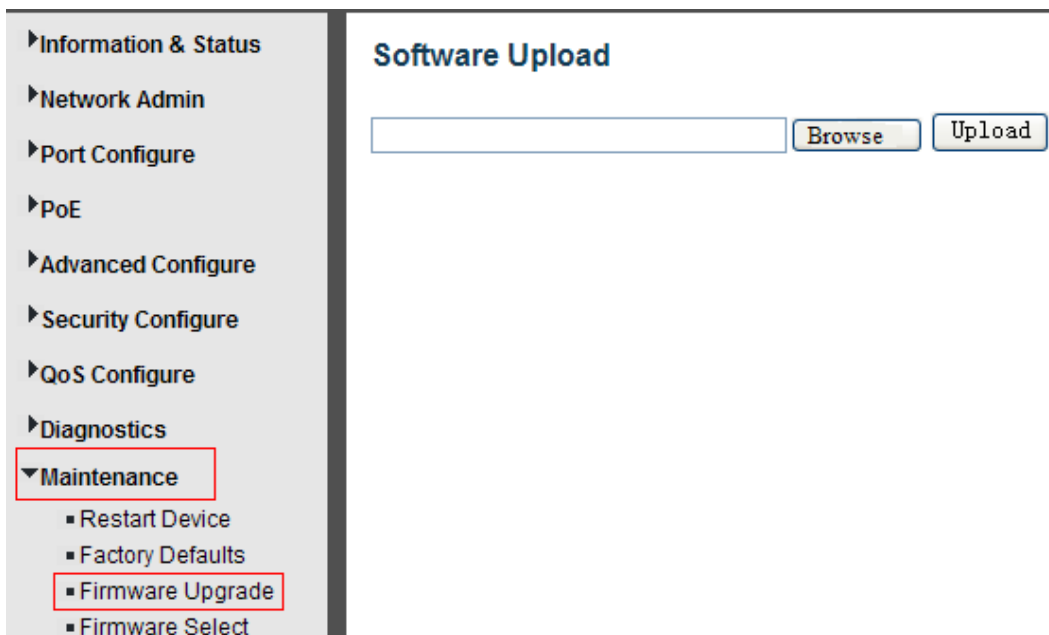 Information & Status
Network Admin
Port Configure
PoE
Advanced Configure
Security Configure
QoS Configure
Diagnostics
Maintenance
Restart Device
Factory Defaults
Firmware Upgrade
Firmware Select
Software Upload
Browse
Upload